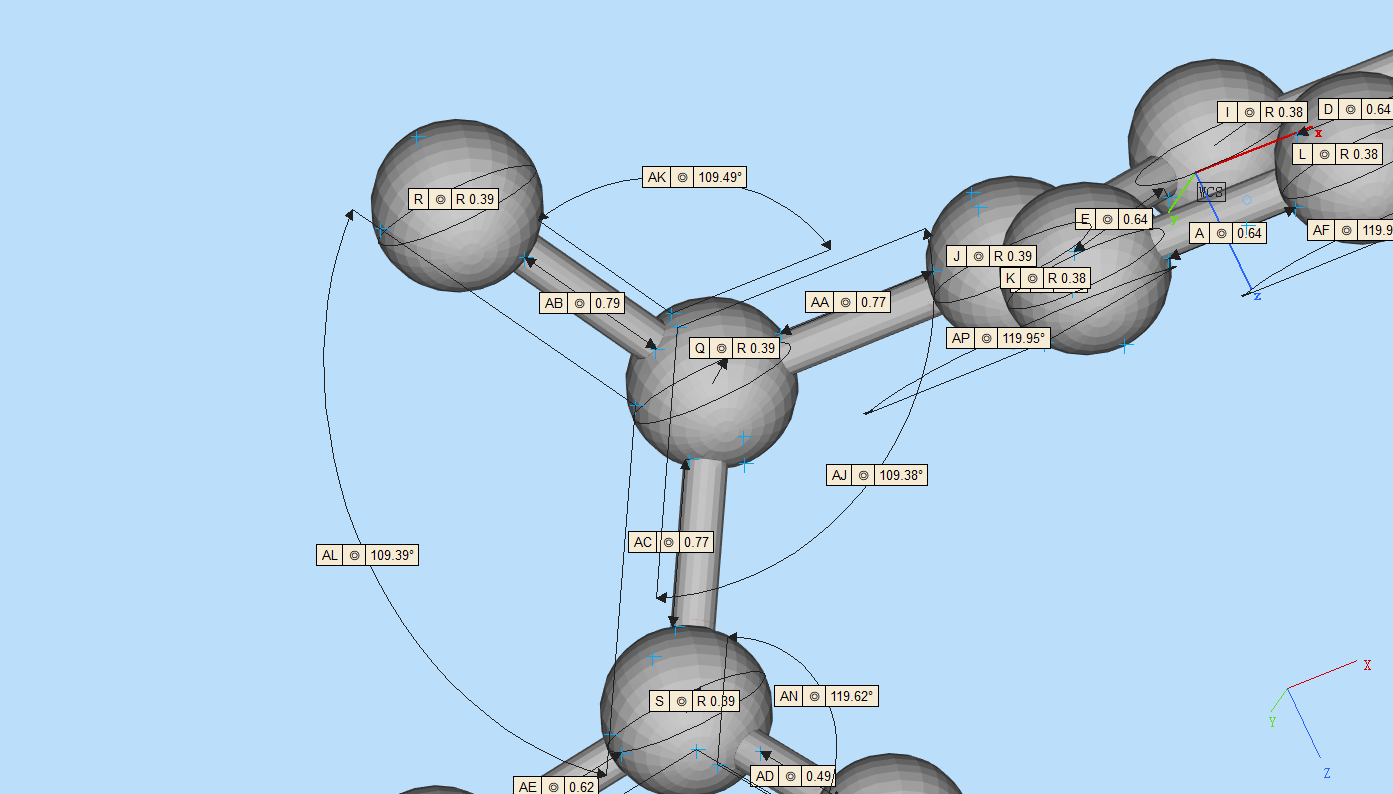 I ⌾ R 0.38
D ⌾ 0.64
x
L ⌾ R 0.38
AK ⌾ 109.49°
R ⌾ R 0.39
E ⌾ 0.64
Y
A ⌾ 0.64
AF ⌾ 119.9
J ⌾ R 0.39
K ⌾ R 0.38
z
AB ⌾ 0.79
AA ⌾ 0.77
AP ⌾ 119.95°
Q ⌾ R 0.39
AJ ⌾ 109.38°
AC ⌾ 0.77
AL ⌾ 109.39°
X
S ⌾ R 0.39
AN ⌾ 119.62°
Y
Z
AD ⌾ 0.49
AE ⌾ 0.62